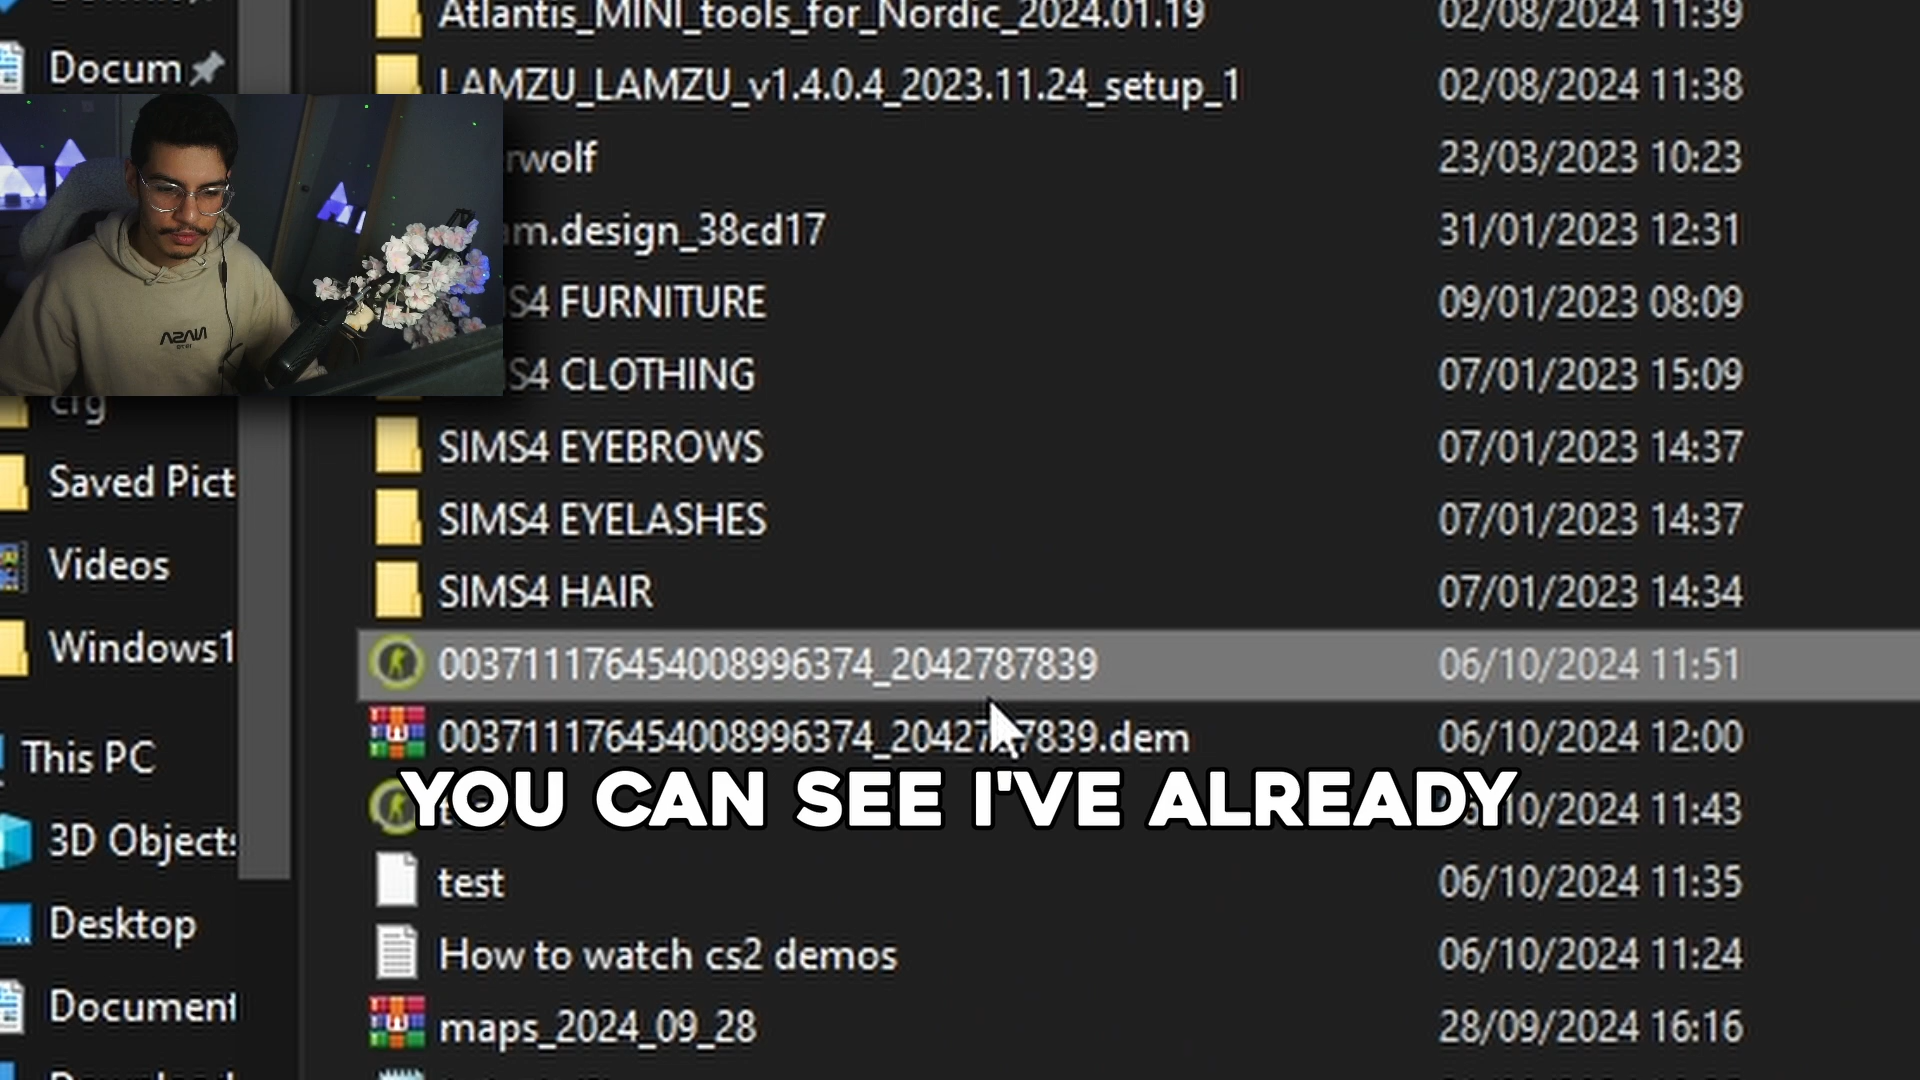 Atlantis_MINI_tools_for_Nordic_2024.01.19 02/08/2024 11:39
Docum
LAMZU_LAMZU_v1.4.0.4_2023.11.24_setup_1 02/08/2024 11:38
rwolf 23/03/2023 10:23
am.design_38cd17 31/01/2023 12:31
S4 FURNITURE 09/01/2023 08:09
S4 CLOTHING 07/01/2023 15:09
cfg
SIMS4 EYEBROWS 07/01/2023 14:37
Saved Pict
SIMS4 EYELASHES 07/01/2023 14:37
Videos
SIMS4 HAIR 07/01/2023 14:34
Windows1
003711176454008996374_2042787839 06/10/2024 11:51
003711176454008996374_2042787839.dem 06/10/2024 12:00
This PC
YOU CAN SEE I'VE ALREADY
10/2024 11:43
3D Objects
test 06/10/2024 11:35
Desktop
How to watch cs2 demos 06/10/2024 11:24
Document
maps_2024_09_28 28/09/2024 16:16